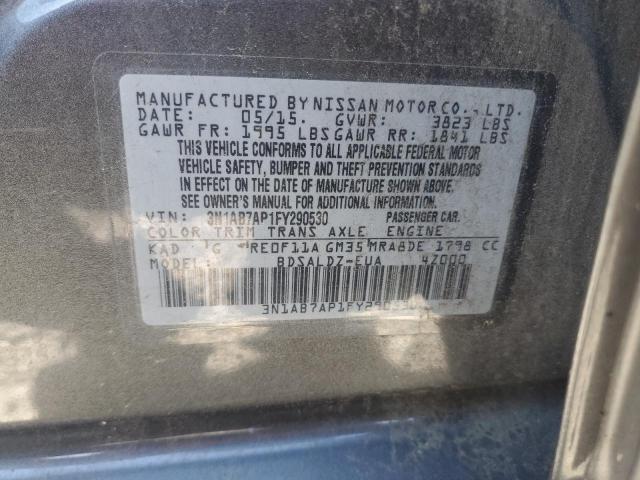 MANUFACTURED BY NISSAN MOTOR CO., LTD.
DATE: 05/15. GVWR: 3823 LBS
GAWR FR: 1995 LBS GAWR RR: 1841 LBS
THIS VEHICLE CONFORMS TO ALL APPLICABLE FEDERAL MOTOR
VEHICLE SAFETY, BUMPER AND THEFT PREVENTION STANDARDS
IN EFFECT ON THE DATE OF MANUFACTURE SHOWN ABOVE.
SEE OWNER'S MANUAL FOR ADDITIONAL INFORMATION.
VIN: 3N1AB7AP1FY290530 PASSENGER CAR.
COLOR TRIM TRANS AXLE ENGINE
KAD G RE0F11A GM35 MRA8DE 1798 CC
MODEL: BDSALDZ-EUA 4Z000
3N1AB7AP1FY290530